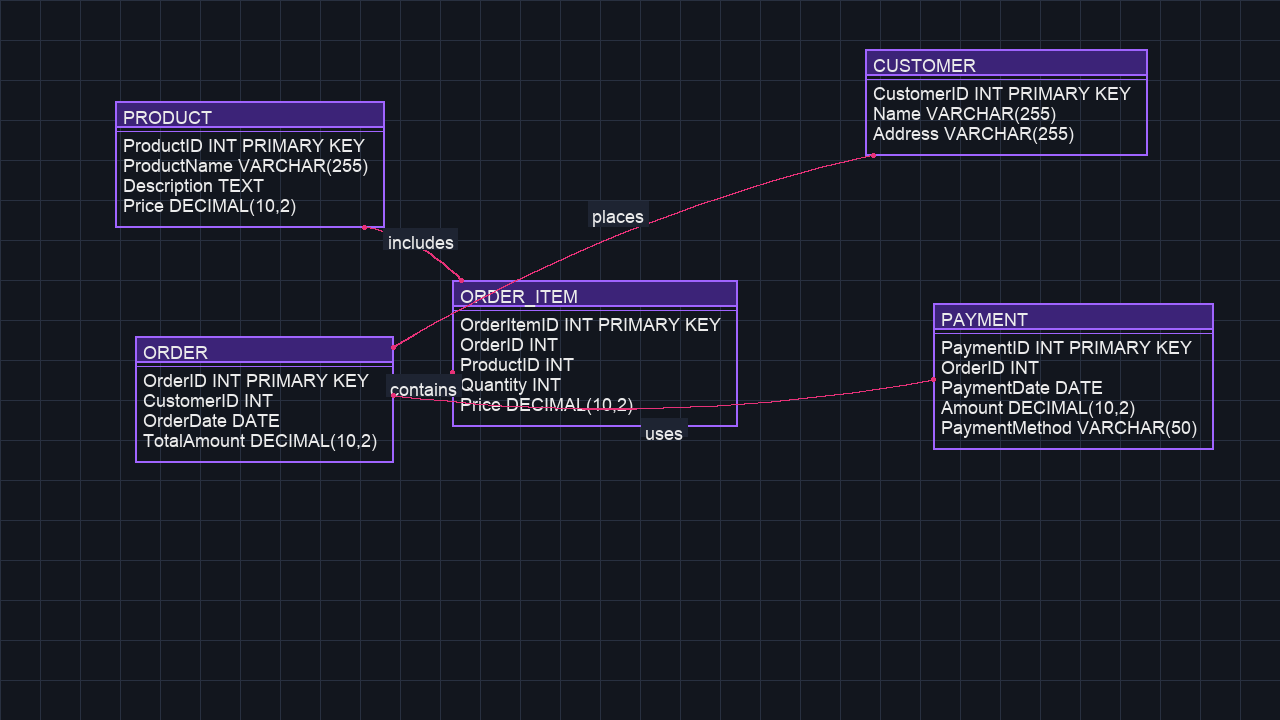 CUSTOMER
CustomerID INT PRIMARY KEY
Name VARCHAR(255)
Address VARCHAR(255)
PRODUCT
ProductID INT PRIMARY KEY
ProductName VARCHAR(255)
Description TEXT
Price DECIMAL(10,2)
places
includes
ORDER_ITEM
OrderItemID INT PRIMARY KEY
OrderID INT
ProductID INT
Quantity INT
Price DECIMAL(10,2)
PAYMENT
PaymentID INT PRIMARY KEY
OrderID INT
PaymentDate DATE
Amount DECIMAL(10,2)
PaymentMethod VARCHAR(50)
ORDER
OrderID INT PRIMARY KEY
CustomerID INT
OrderDate DATE
TotalAmount DECIMAL(10,2)
contains
uses